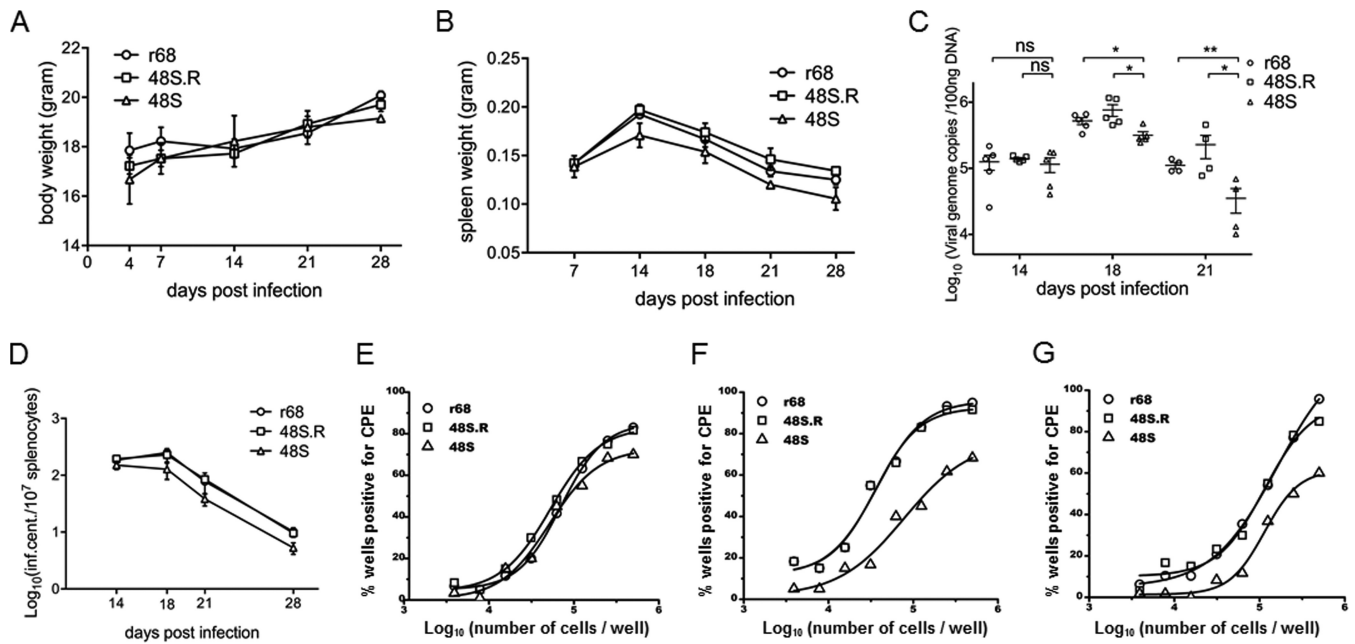 A
body weight (gram)
22
20
18
16
14
0
4
7
14
21
28
days post infection
r68
48S.R
48S
B
spleen weight (gram)
0.25
0.20
0.15
0.10
0.05
7
14
18
21
28
days post infection
r68
48S.R
48S
C
Log10 (Viral genome copies /100ng DNA)
6
5
4
ns
ns
*
*
**
*
14
18
21
days post infection
r68
48S.R
48S
D
Log10(inf.cent./10^7 splenocytes)
3
2
1
0
14
18
21
28
days post infection
r68
48S.R
48S
E
% wells positive for CPE
100
80
60
40
20
0
3
4
5
6
Log10 (number of cells / well)
r68
48S.R
48S
F
% wells positive for CPE
100
80
60
40
20
0
3
4
5
6
Log10 (number of cells / well)
r68
48S.R
48S
G
% wells positive for CPE
100
80
60
40
20
0
3
4
5
6
Log10 (number of cells / well)
r68
48S.R
48S